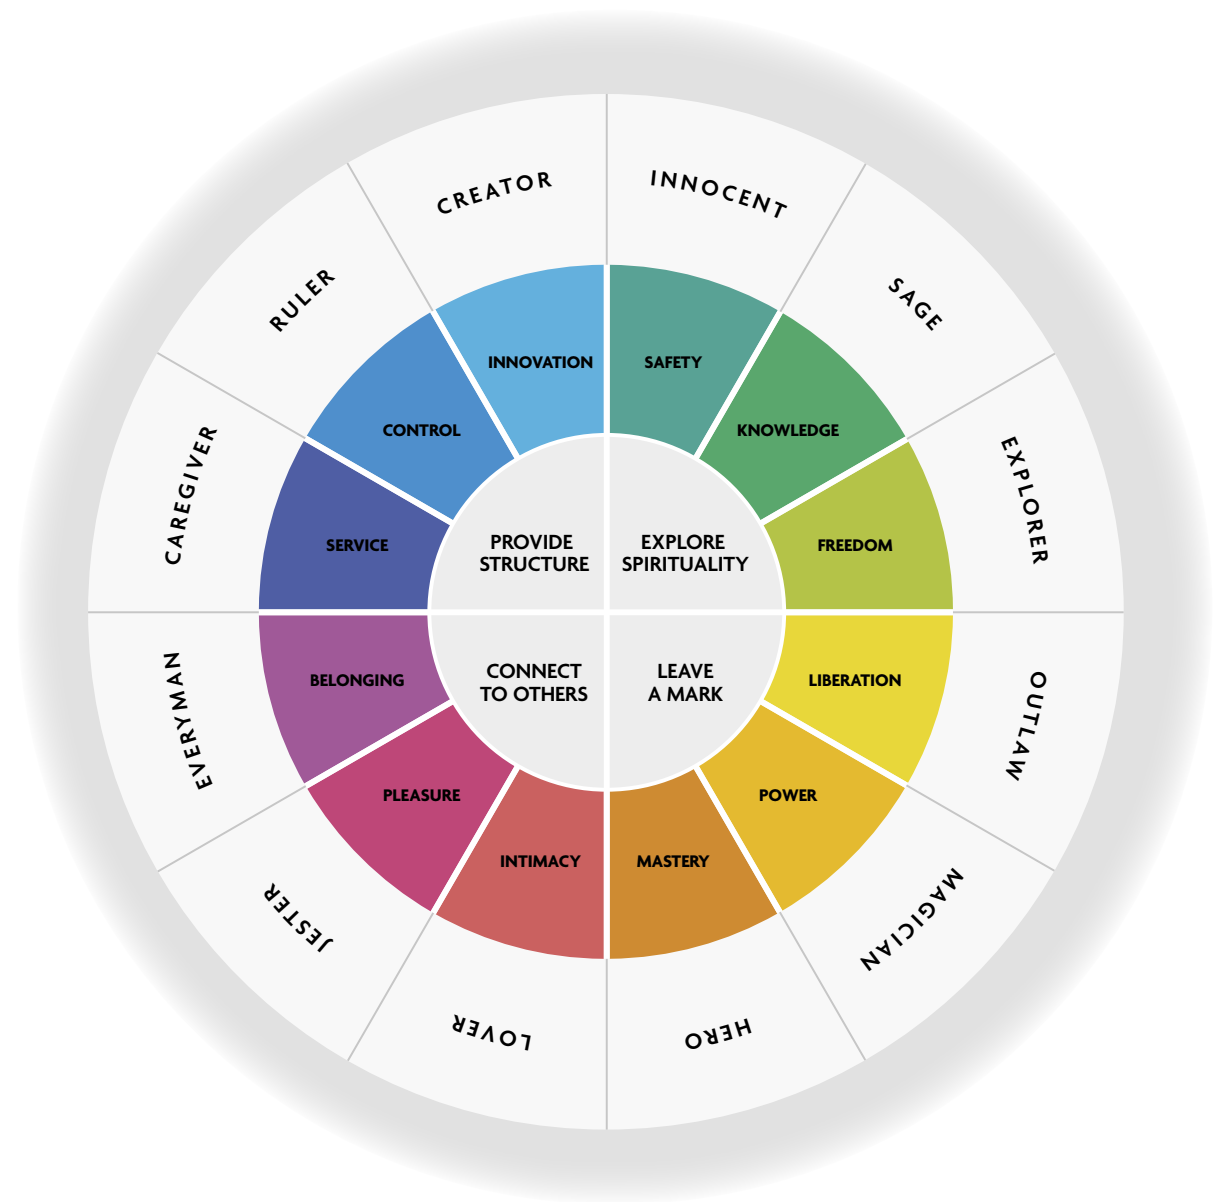 CREATOR
INNOCENT
SAGE
EXPLORER
OUTLAW
MAGICIAN
HERO
LOVER
JESTER
EVERYMAN
CAREGIVER
RULER
INNOVATION
SAFETY
KNOWLEDGE
FREEDOM
LIBERATION
POWER
MASTERY
INTIMACY
PLEASURE
BELONGING
SERVICE
CONTROL
PROVIDE
STRUCTURE
EXPLORE
SPIRITUALITY
CONNECT
TO OTHERS
LEAVE
A MARK